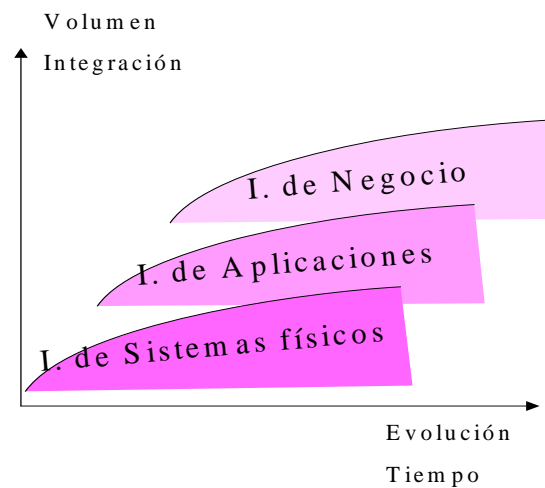 Volumen
Integración
I. de Negocio
I. de Aplicaciones
I. de Sistemas físicos
Evolución
Tiempo